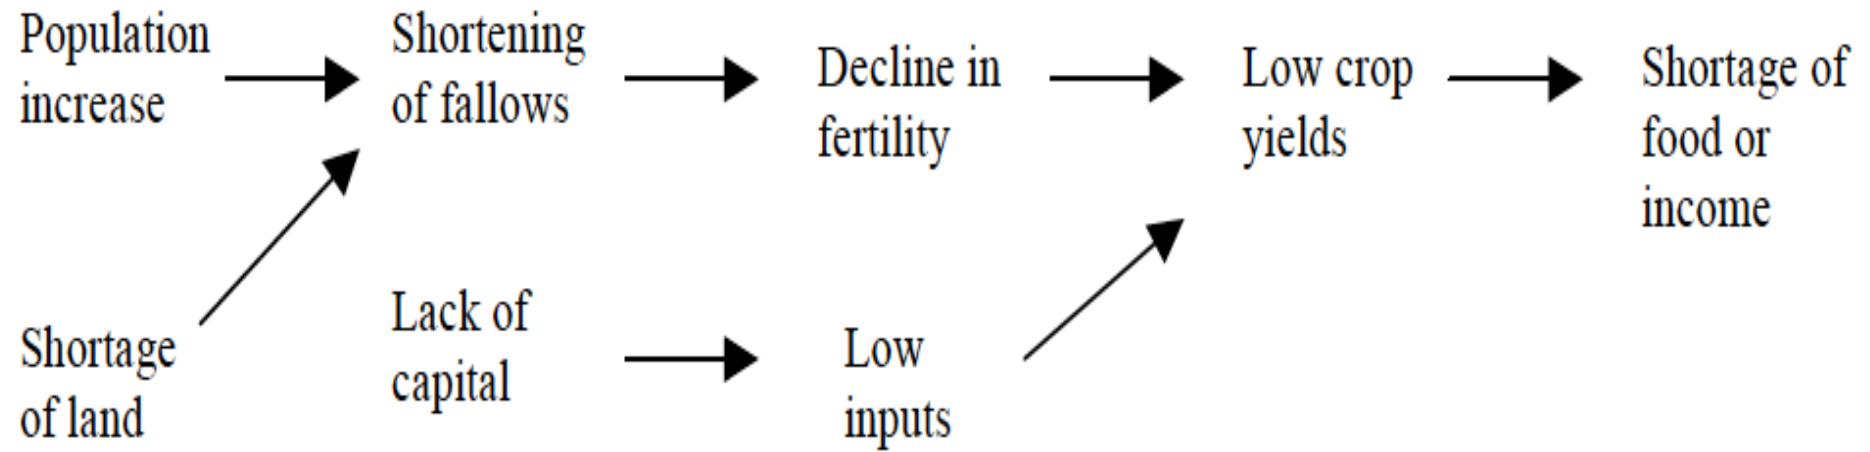 Population
increase
Shortening
of fallows
Decline in
fertility
Low crop
yields
Shortage of
food or
income
Shortage
of land
Lack of
capital
Low
inputs